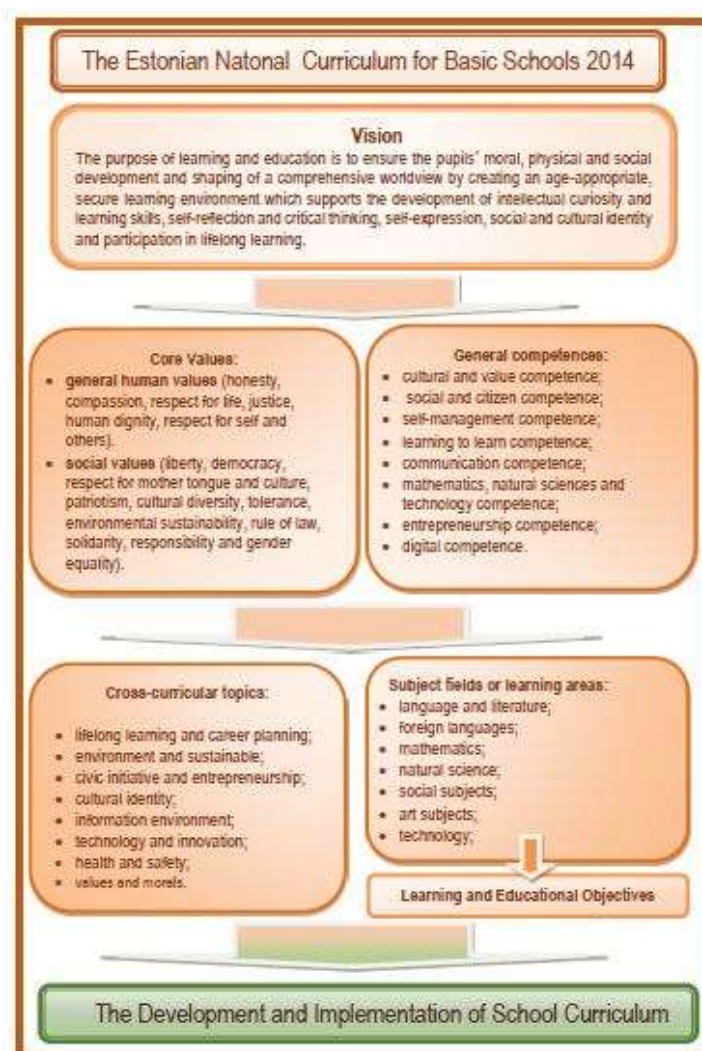 The Estonian Natonal Curriculum for Basic Schools 2014
Vision
The purpose of learning and education is to ensure the pupils´ moral, physical and social
development and shaping of a comprehensive worldview by creating an age-appropriate,
secure learning environment which supports the development of intellectual curiosity and
learning skills, self-reflection and critical thinking, self-expression, social and cultural identity
and participation in lifelong learning.
Core Values:
• general human values (honesty,
compassion, respect for life, justice,
human dignity, respect for self and
others).
• social values (liberty, democracy,
respect for mother tongue and culture,
patriotism, cultural diversity, tolerance,
environmental sustainability, rule of law,
solidarity, responsibility and gender
equality).
General competences:
• cultural and value competence;
• social and citizen competence;
• self-management competence;
• learning to learn competence;
• communication competence;
• mathematics, natural sciences and
technology competence;
• entrepreneurship competence;
• digital competence.
Cross-curricular topics:
• lifelong learning and career planning;
• environment and sustainable;
• civic initiative and entrepreneurship;
• cultural identity;
• information environment;
• technology and innovation;
• health and safety;
• values and morals.
Subject fields or learning areas:
• language and literature;
• foreign languages;
• mathematics;
• natural science;
• social subjects;
• art subjects;
• technology;
Learning and Educational Objectives
The Development and Implementation of School Curriculum